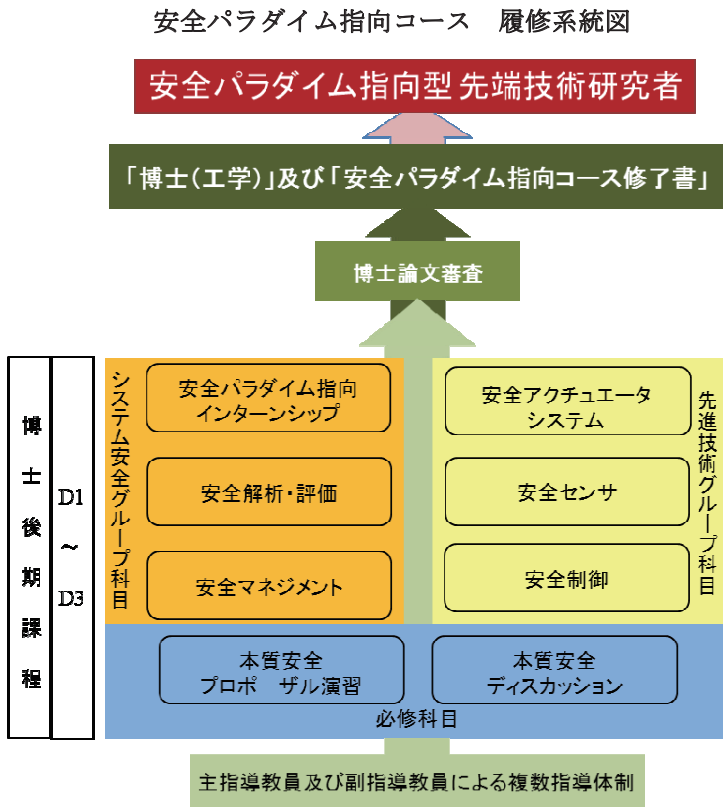 安全パラダイム指向コース　履修系統図
安全パラダイム指向型 先端技術研究者
「博士(工学)」及び「安全パラダイム指向コース修了書」
博士論文審査
博士後期課程
D1
～
D3
システム安全グループ科目
安全パラダイム指向
インターンシップ
安全解析・評価
安全マネジメント
安全アクチュエータ
システム
安全センサ
安全制御
先進技術グループ科目
本質安全
プロポ　ザル演習
本質安全
ディスカッション
必修科目
主指導教員及び副指導教員による複数指導体制